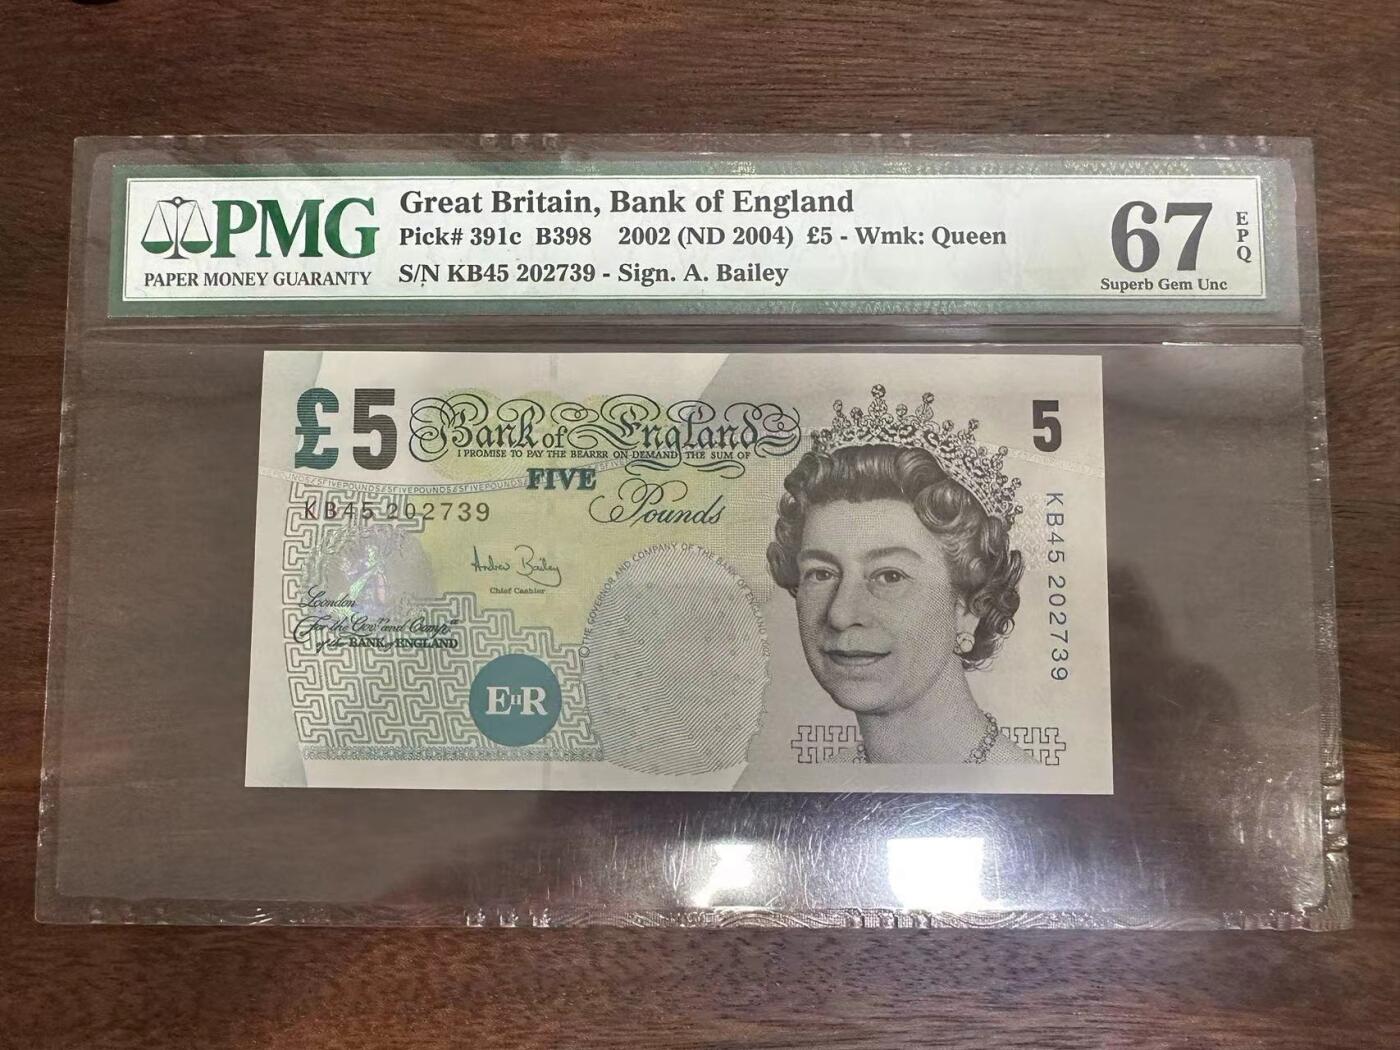 PMG
PAPER MONEY GUARANTY
Great Britain, Bank of England
Pick# 391c B398 2002 (ND 2004) £5 - Wmk: Queen
S/N KB45 202739 - Sign. A. Bailey
67
EPQ
Superb Gem Unc
£5
Bank of England
5
I PROMISE TO PAY THE BEARER ON DEMAND THE SUM OF
FIVE
Pounds
KB45 202739
KB45 202739
Andrew Bailey
Chief Cashier
THE GOVERNOR AND COMPANY OF THE BANK OF ENGLAND 2002
London
For the Govr. and Compa.
of the BANK of ENGLAND
EIIR